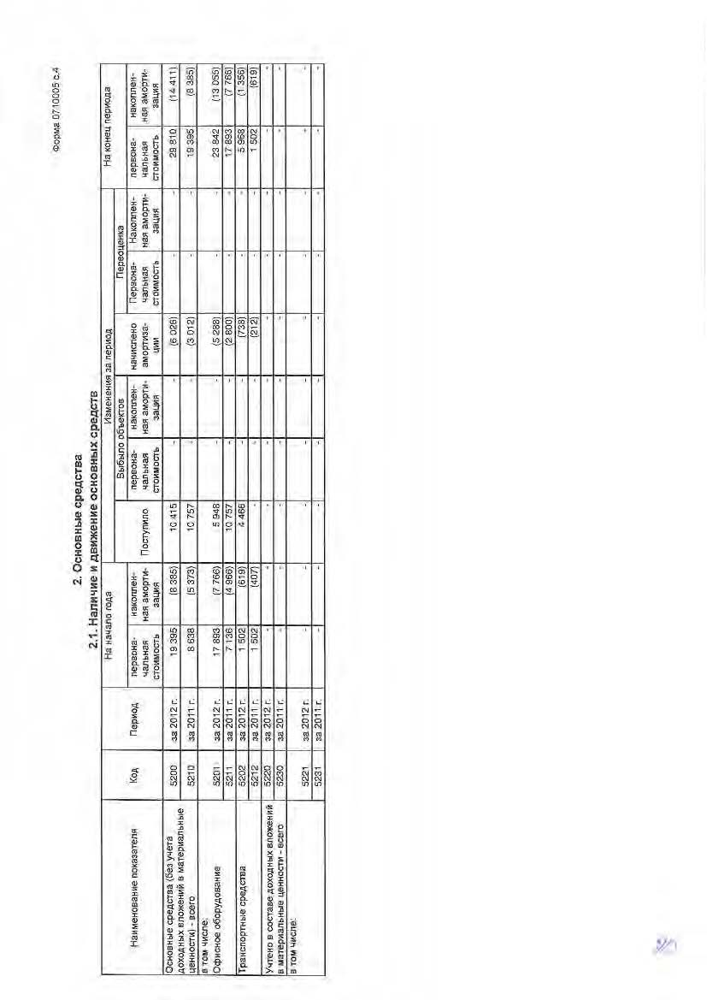 Форма 0710005 с.4
2. Основные средства
2.1. Наличие и движение основных средств
Наименование показателя | Код | Период | На начало года | Изменения за период | На конец периода
Поступило | Выбыло объектов | начислено амортиза-ции | Переоценка
первона-чальная стоимость | накоплен-ная аморти-зация | первона-чальная стоимость | накоплен-ная аморти-зация | Первона-чальная стоимость | Накоплен-ная аморти-зация | первона-чальная стоимость | накоплен-ная аморти-зация
Основные средства (без учета доходных вложений в материальные ценности) - всего | 5200 | за 2012 г. | 19 395 | (8 385) | 10 415 | - | - | (6 026) | - | - | 29 810 | (14 411)
5210 | за 2011 г. | 8 638 | (5 373) | 10 757 | - | - | (3 012) | - | - | 19 395 | (8 385)
в том числе:
Офисное оборудование | 5201 | за 2012 г. | 17 893 | (7 766) | 5 948 | - | - | (5 288) | - | - | 23 842 | (13 055)
5211 | за 2011 г. | 7 136 | (4 966) | 10 757 | - | - | (2 800) | - | - | 17 893 | (7 766)
Транспортные средства | 5202 | за 2012 г. | 1 502 | (619) | 4 466 | - | - | (738) | - | - | 5 968 | (1 356)
5212 | за 2011 г. | 1 502 | (407) | - | - | - | (212) | - | - | 1 502 | (619)
Учтено в составе доходных вложений в материальные ценности - всего | 5220 | за 2012 г. | - | - | - | - | - | - | - | - | - | -
5230 | за 2011 г. | - | - | - | - | - | - | - | - | - | -
в том числе:
5221 | за 2012 г. | - | - | - | - | - | - | - | - | - | -
5231 | за 2011 г. | - | - | - | - | - | - | - | - | - | -